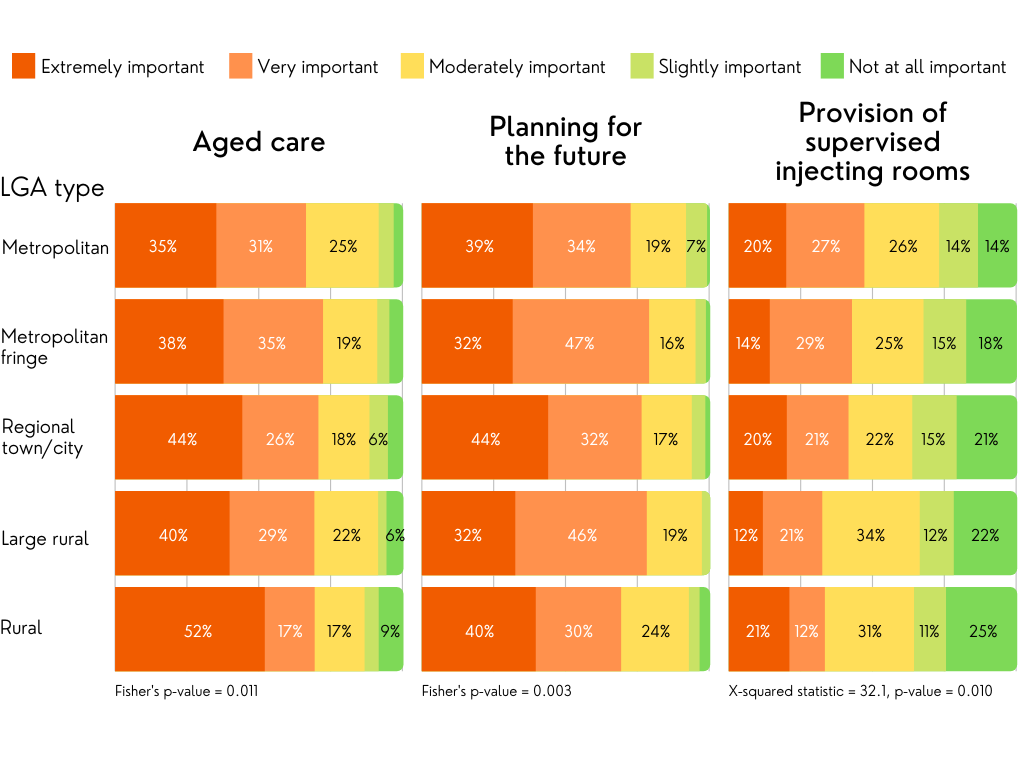 Extremely important
Very important
Moderately important
Slightly important
Not at all important
Aged care
Planning for
the future
Provision of
supervised
injecting rooms
LGA type
Metropolitan
35% 31% 25%
39% 34% 19% 7%
20% 27% 26% 14% 14%
Metropolitan
fringe
38% 35% 19%
32% 47% 16%
14% 29% 25% 15% 18%
Regional
town/city
44% 26% 18% 6%
44% 32% 17%
20% 21% 22% 15% 21%
Large rural
40% 29% 22% 6%
32% 46% 19%
12% 21% 34% 12% 22%
Rural
52% 17% 17% 9%
40% 30% 24%
21% 12% 31% 11% 25%
Fisher's p-value = 0.011
Fisher's p-value = 0.003
X-squared statistic = 32.1, p-value = 0.010